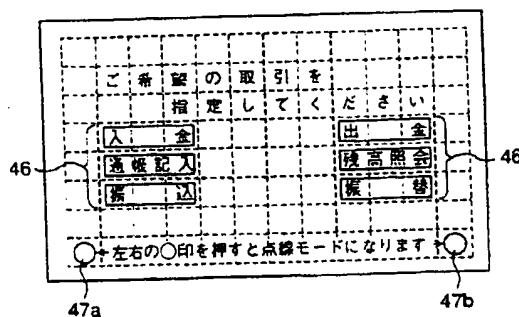 ご希望の取引を
指定してください
入金 出金
46 通帳記入 残高照会 46
振込 振替
←左右の○印を押すと点線モードになります→
47a 47b